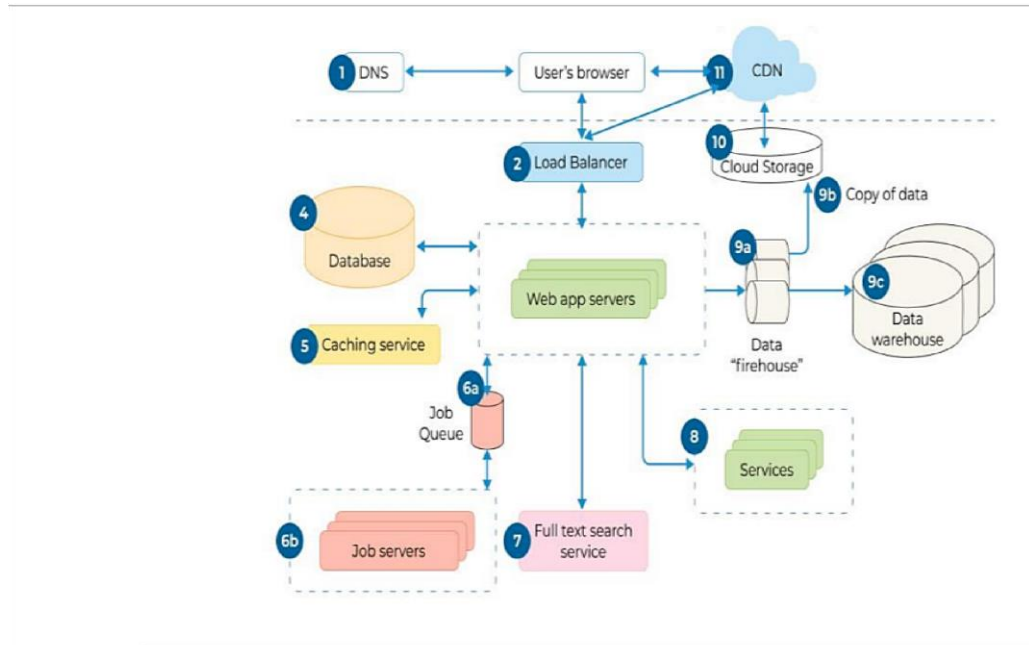 1 DNS
User's browser
11 CDN
2 Load Balancer
10
Cloud Storage
9b Copy of data
4
Database
Web app servers
9a
9c
Data
warehouse
Data
"firehouse"
5 Caching service
6a
Job
Queue
8
Services
6b
Job servers
7 Full text search
service